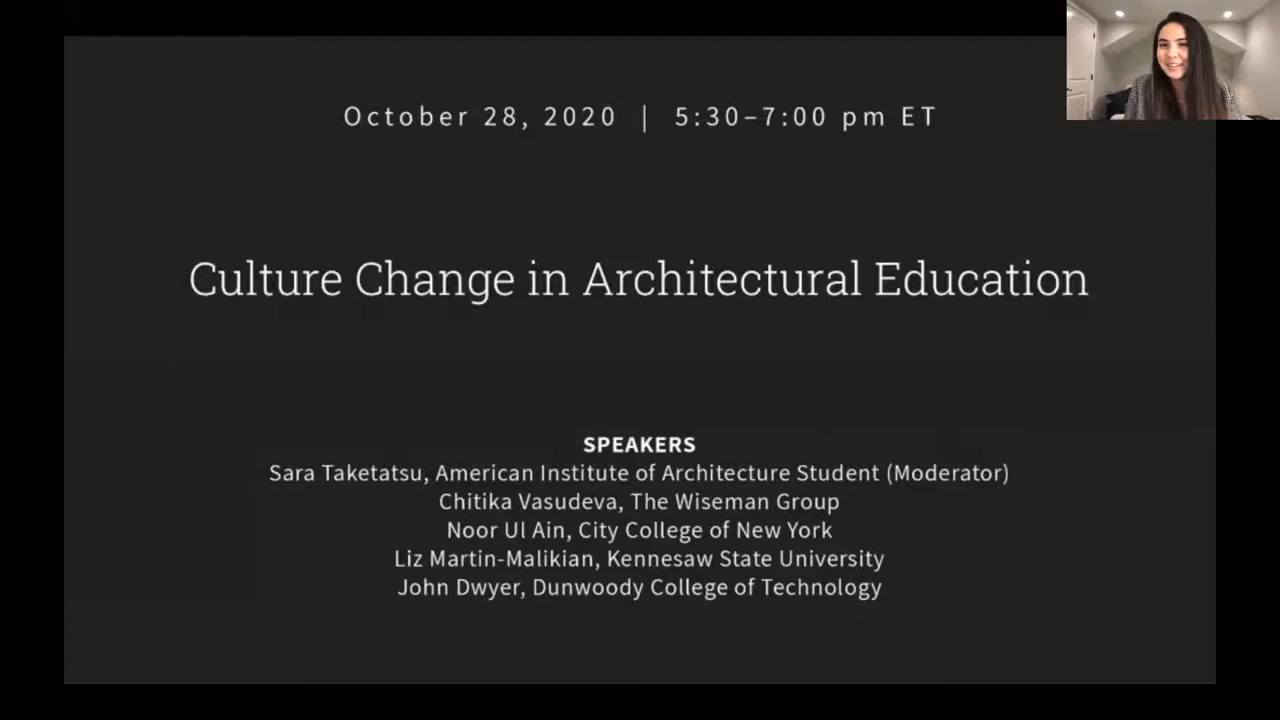 October 28, 2020 | 5:30–7:00 pm ET
Culture Change in Architectural Education
SPEAKERS
Sara Taketatsu, American Institute of Architecture Student (Moderator)
Chitika Vasudeva, The Wiseman Group
Noor Ul Ain, City College of New York
Liz Martin-Malikian, Kennesaw State University
John Dwyer, Dunwoody College of Technology